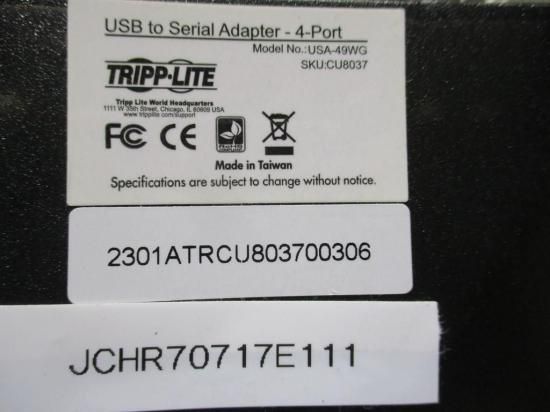 USB to Serial Adapter - 4-Port
Model No.:USA-49WG
SKU:CU8037
TRIPP·LITE
Tripp Lite World Headquarters
1111 W 35th Street, Chicago, IL 60609 USA
www.tripplite.com/support
FC CE
Made in Taiwan
Specifications are subject to change without notice.
2301ATRCU803700306
JCHR70717E111